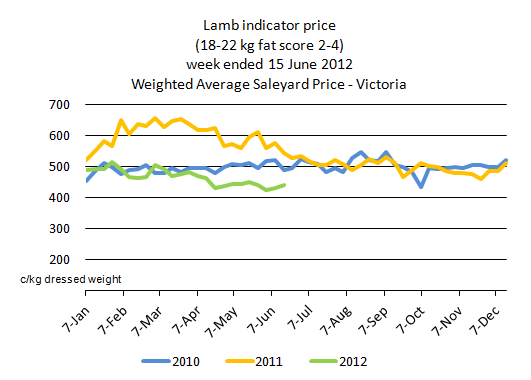 Lamb indicator price
(18-22 kg fat score 2-4)
week ended 15 June 2012
Weighted Average Saleyard Price - Victoria
700
600
500
400
300
200
c/kg dressed weight
7-Jan 7-Feb 7-Mar 7-Apr 7-May 7-Jun 7-Jul 7-Aug 7-Sep 7-Oct 7-Nov 7-Dec
2010 2011 2012